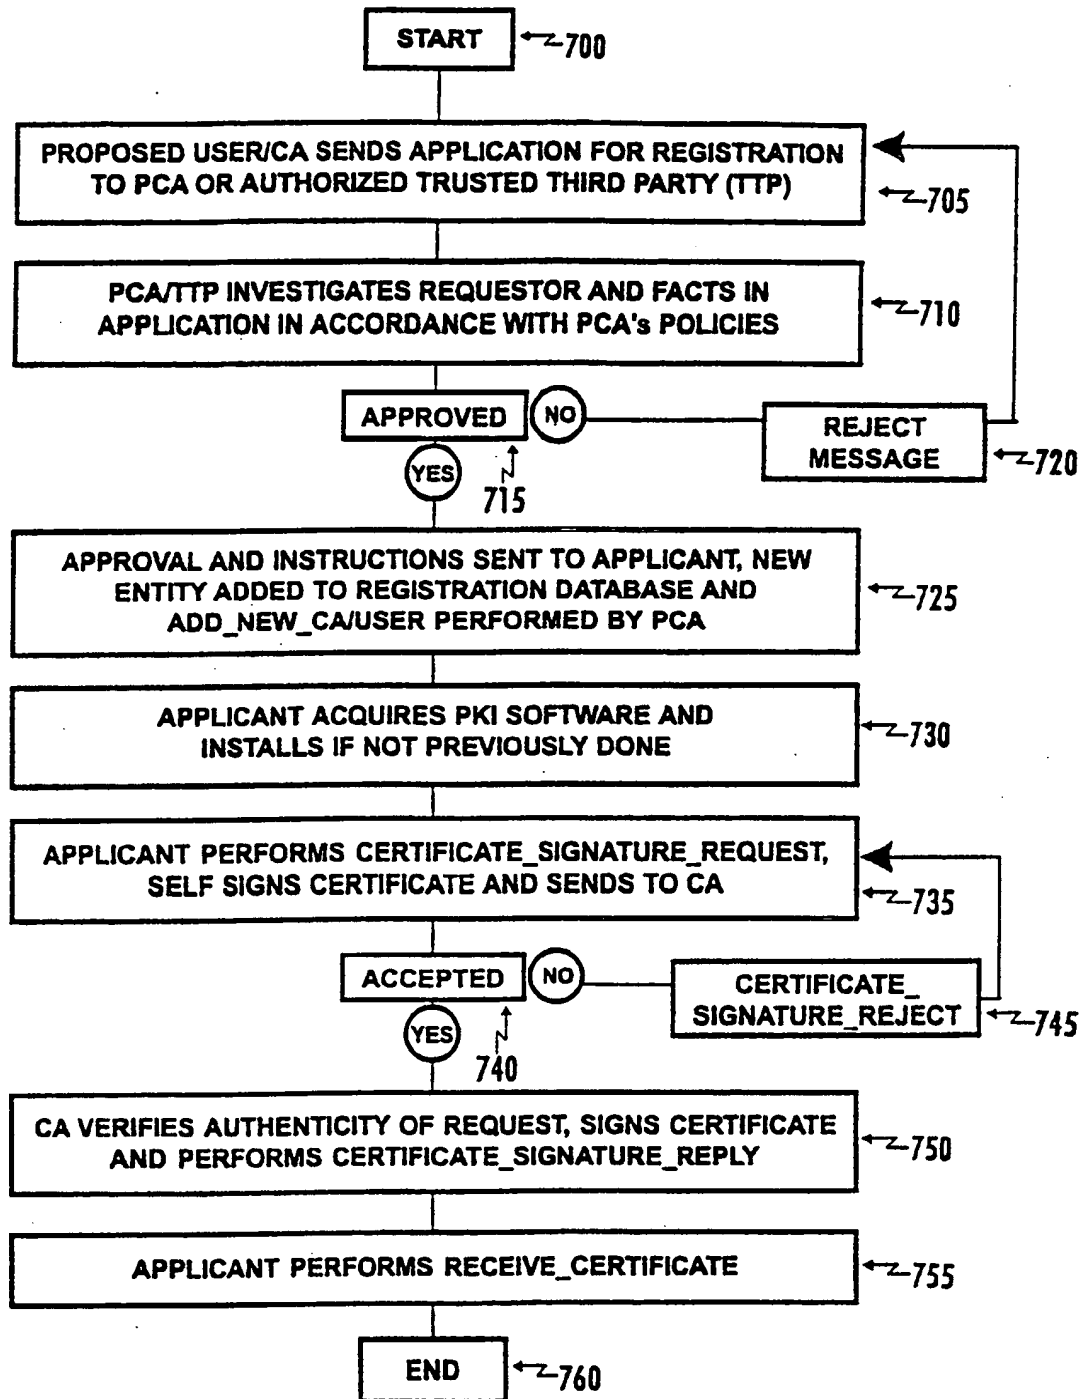 START
700
PROPOSED USER/CA SENDS APPLICATION FOR REGISTRATION
TO PCA OR AUTHORIZED TRUSTED THIRD PARTY (TTP)
705
PCA/TTP INVESTIGATES REQUESTOR AND FACTS IN
APPLICATION IN ACCORDANCE WITH PCA's POLICIES
710
APPROVED
NO
YES
715
REJECT
MESSAGE
720
APPROVAL AND INSTRUCTIONS SENT TO APPLICANT, NEW
ENTITY ADDED TO REGISTRATION DATABASE AND
ADD_NEW_CA/USER PERFORMED BY PCA
725
APPLICANT ACQUIRES PKI SOFTWARE AND
INSTALLS IF NOT PREVIOUSLY DONE
730
APPLICANT PERFORMS CERTIFICATE_SIGNATURE_REQUEST,
SELF SIGNS CERTIFICATE AND SENDS TO CA
735
ACCEPTED
NO
YES
740
CERTIFICATE_
SIGNATURE_REJECT
745
CA VERIFIES AUTHENTICITY OF REQUEST, SIGNS CERTIFICATE
AND PERFORMS CERTIFICATE_SIGNATURE_REPLY
750
APPLICANT PERFORMS RECEIVE_CERTIFICATE
755
END
760